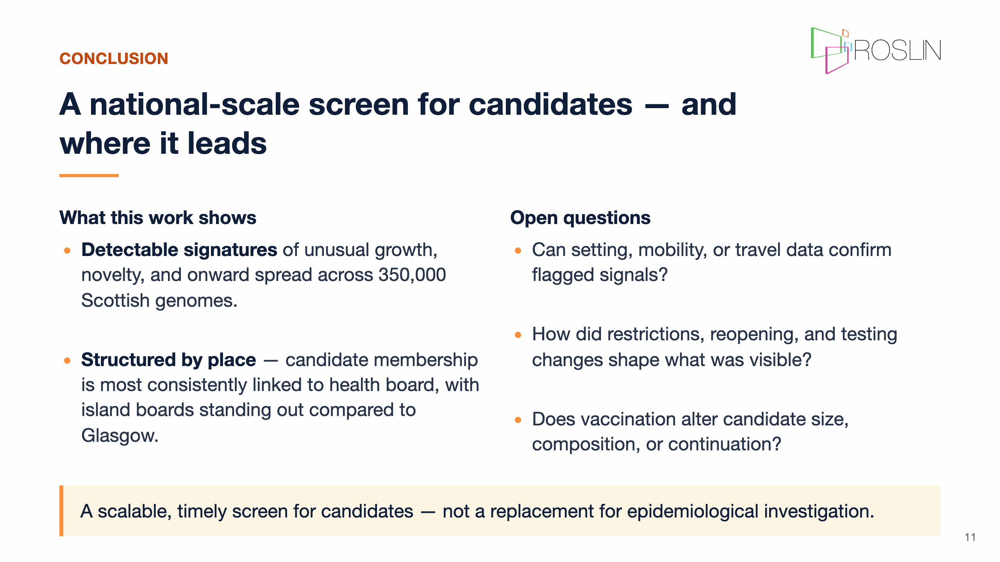 ROSLIN
CONCLUSION
A national-scale screen for candidates — and
where it leads
What this work shows
• Detectable signatures of unusual growth,
novelty, and onward spread across 350,000
Scottish genomes.
• Structured by place — candidate membership
is most consistently linked to health board, with
island boards standing out compared to
Glasgow.
Open questions
• Can setting, mobility, or travel data confirm
flagged signals?
• How did restrictions, reopening, and testing
changes shape what was visible?
• Does vaccination alter candidate size,
composition, or continuation?
A scalable, timely screen for candidates — not a replacement for epidemiological investigation.
11